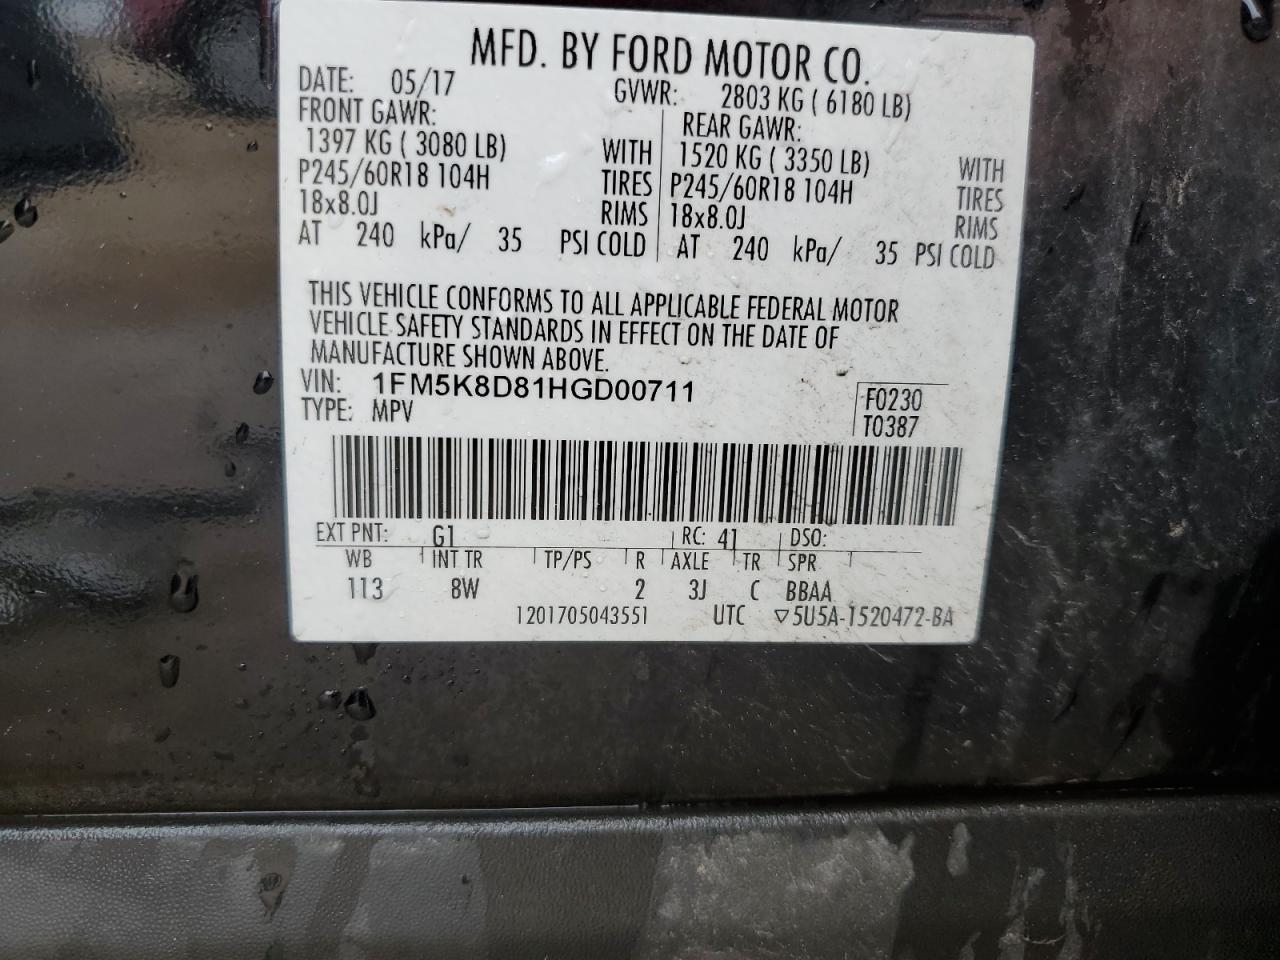 MFD. BY FORD MOTOR CO.
DATE: 05/17 GVWR: 2803 KG ( 6180 LB)
FRONT GAWR: REAR GAWR:
1397 KG ( 3080 LB) WITH 1520 KG ( 3350 LB) WITH
P245/60R18 104H TIRES P245/60R18 104H TIRES
18x8.0J RIMS 18x8.0J RIMS
AT 240 kPa/ 35 PSI COLD AT 240 kPa/ 35 PSI COLD
THIS VEHICLE CONFORMS TO ALL APPLICABLE FEDERAL MOTOR
VEHICLE SAFETY STANDARDS IN EFFECT ON THE DATE OF
MANUFACTURE SHOWN ABOVE.
VIN: 1FM5K8D81HGD00711 F0230
TYPE: MPV T0387
EXT PNT: G1 RC: 41 DSO:
WB INT TR TP/PS R AXLE TR SPR
113 8W 2 3J C BBAA
1201705043551 UTC ▽5U5A-1520472-BA